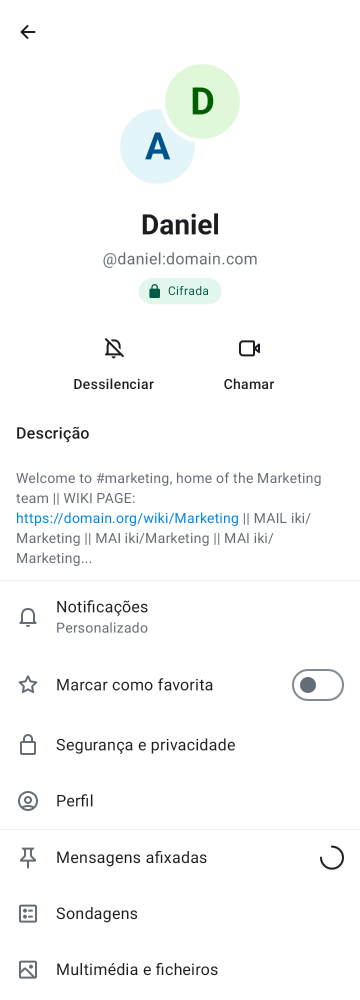 D
A
Daniel
@daniel:domain.com
Cifrada
Dessilenciar
Chamar
Descrição
Welcome to #marketing, home of the Marketing
team || WIKI PAGE:
https://domain.org/wiki/Marketing || MAIL iki/
Marketing || MAI iki/Marketing || MAI iki/
Marketing...
Notificações
Personalizado
Marcar como favorita
Segurança e privacidade
Perfil
Mensagens afixadas
Sondagens
Multimédia e ficheiros